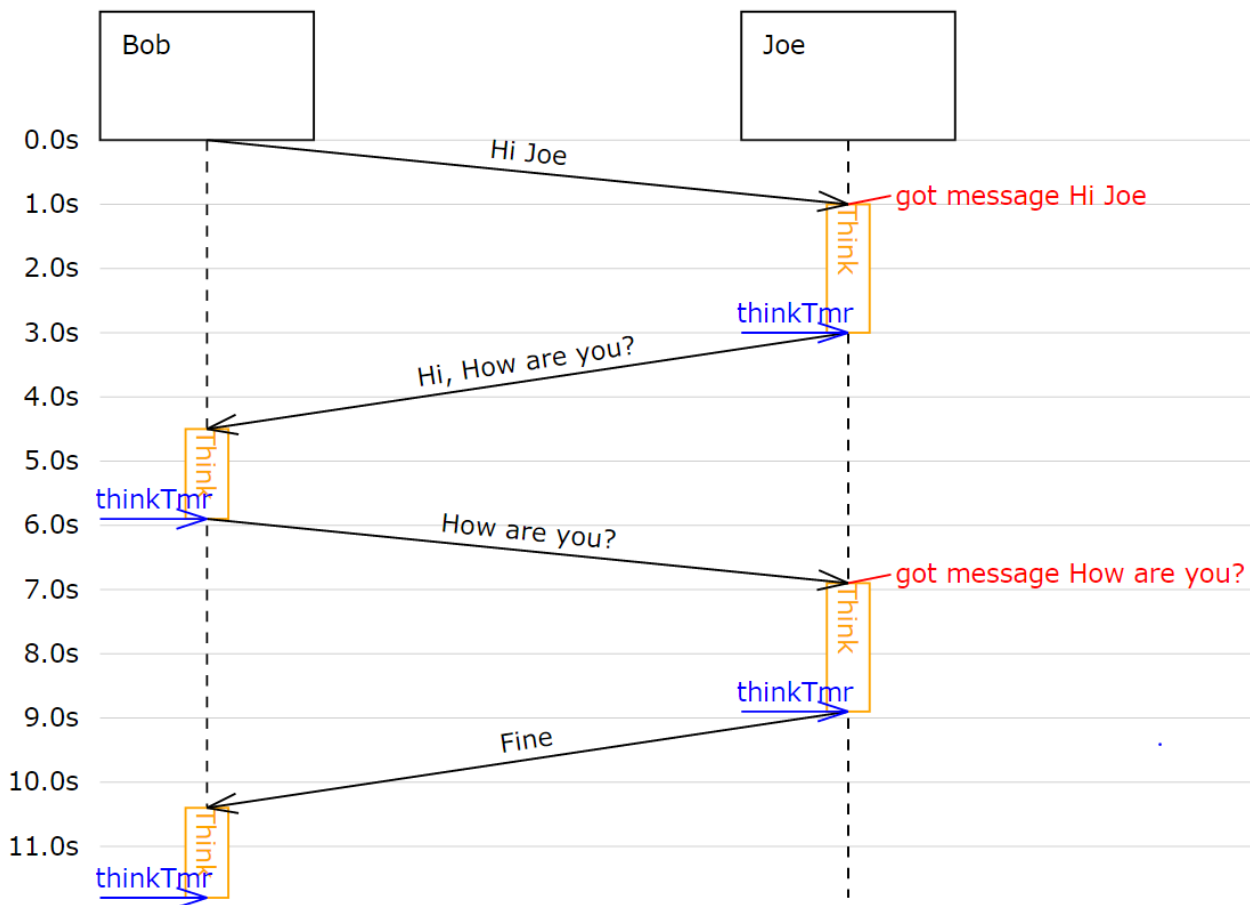 Bob
Joe
0.0s
Hi Joe
1.0s
got message Hi Joe
Think
2.0s
thinkTmr
3.0s
Hi, How are you?
4.0s
Think
5.0s
thinkTmr
6.0s
How are you?
got message How are you?
7.0s
Think
8.0s
thinkTmr
9.0s
Fine
10.0s
Think
11.0s
thinkTmr